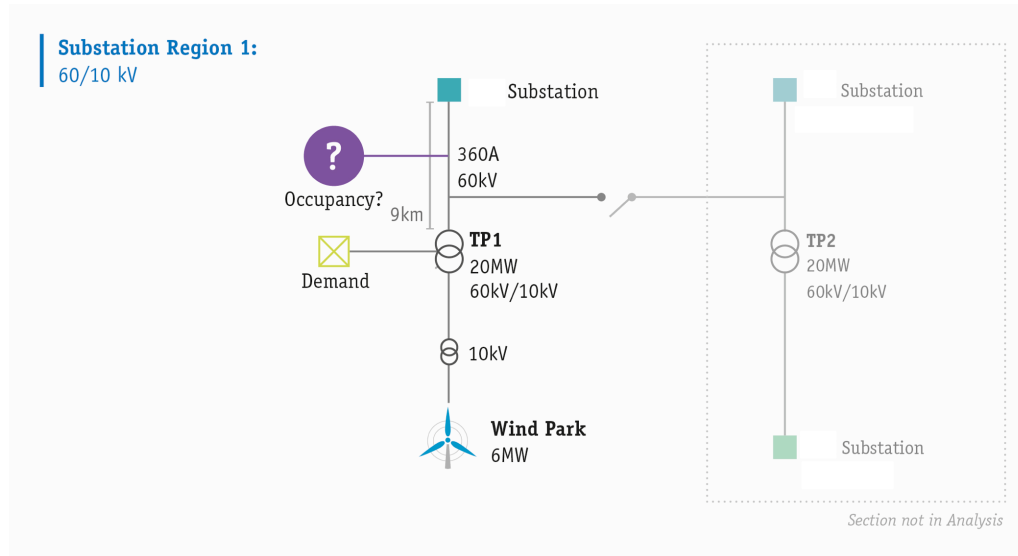 Substation Region 1:
60/10 kV
Substation
Substation
?
360A
60kV
Occupancy?
9km
TP1
20MW
60kV/10kV
TP2
20MW
60kV/10kV
Demand
10kV
Wind Park
6MW
Substation
Section not in Analysis